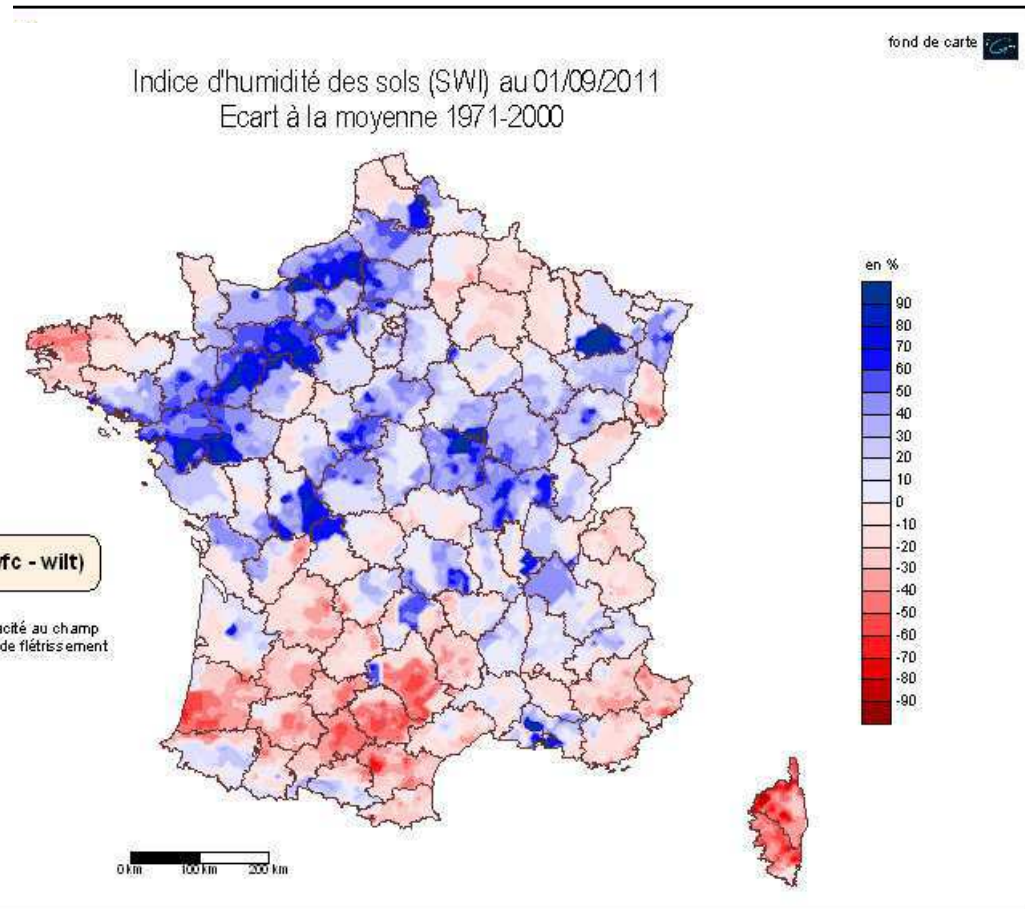 fond de carte
Indice d'humidité des sols (SWI) au 01/09/2011
Ecart à la moyenne 1971-2000
en %
90
80
70
60
50
40
30
20
10
0
-10
-20
-30
-40
-50
-60
-70
-80
-90
fc - wilt)
acité au champ
de flétrissement
0 km 100 km 200 km